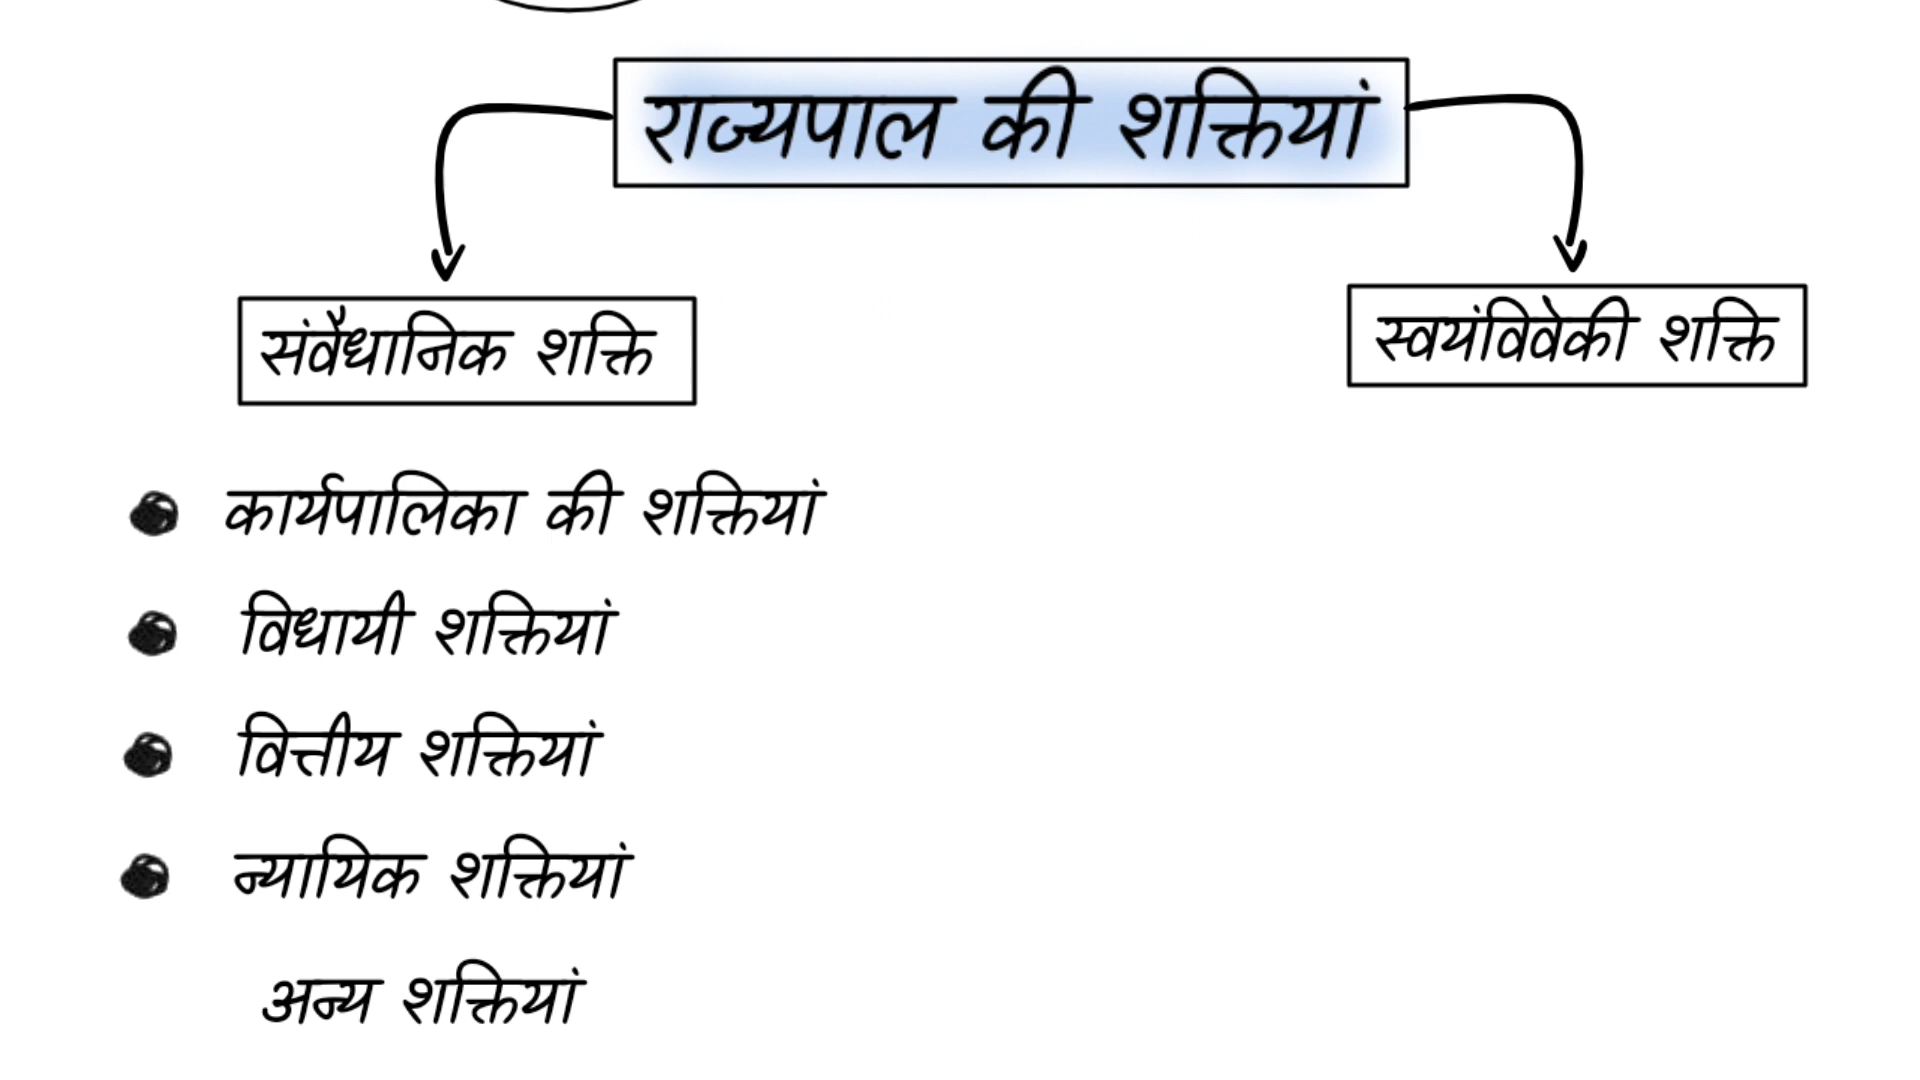 राज्यपाल की शक्तियां
संवैधानिक शक्ति
स्वयंविवेकी शक्ति
कार्यपालिका की शक्तियां
विधायी शक्तियां
वित्तीय शक्तियां
न्यायिक शक्तियां
अन्य शक्तियां